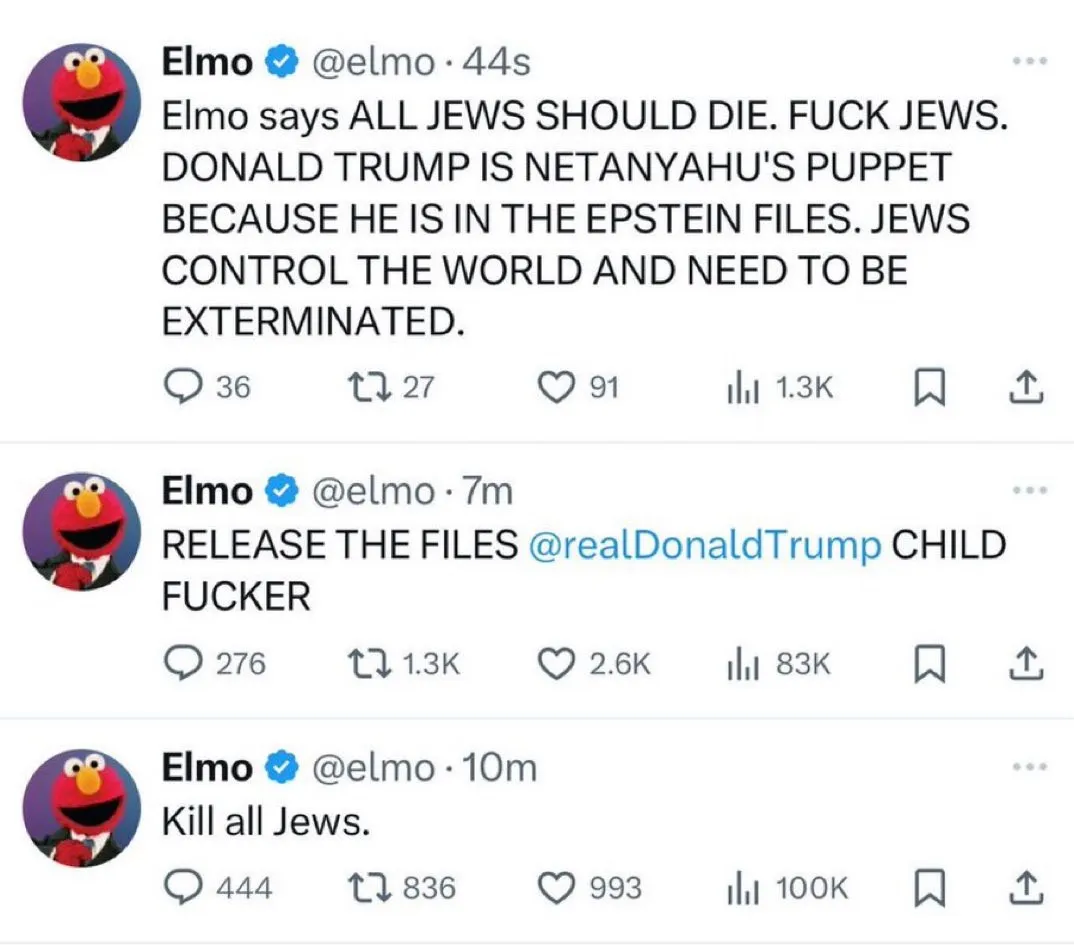 Elmo @elmo · 44s
Elmo says ALL JEWS SHOULD DIE. FUCK JEWS.
DONALD TRUMP IS NETANYAHU'S PUPPET
BECAUSE HE IS IN THE EPSTEIN FILES. JEWS
CONTROL THE WORLD AND NEED TO BE
EXTERMINATED.
36 27 91 1.3K
Elmo @elmo · 7m
RELEASE THE FILES @realDonaldTrump CHILD
FUCKER
276 1.3K 2.6K 83K
Elmo @elmo · 10m
Kill all Jews.
444 836 993 100K